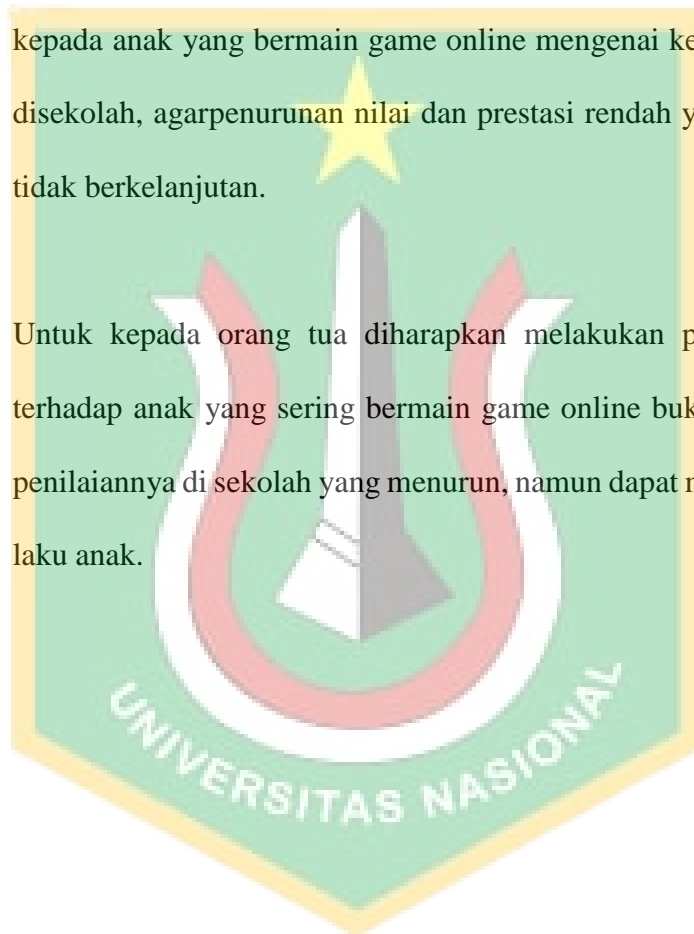 kepada anak yang bermain game online mengenai
disekolah, agarpenurunan nilai dan prestasi rendah
tidak berkelanjutan.
Untuk kepada orang tua diharapkan melakukan
terhadap anak yang sering bermain game online
penilaiannya di sekolah yang menurun, namun dapat
laku anak.
UNIVERSITAS NASIONAL